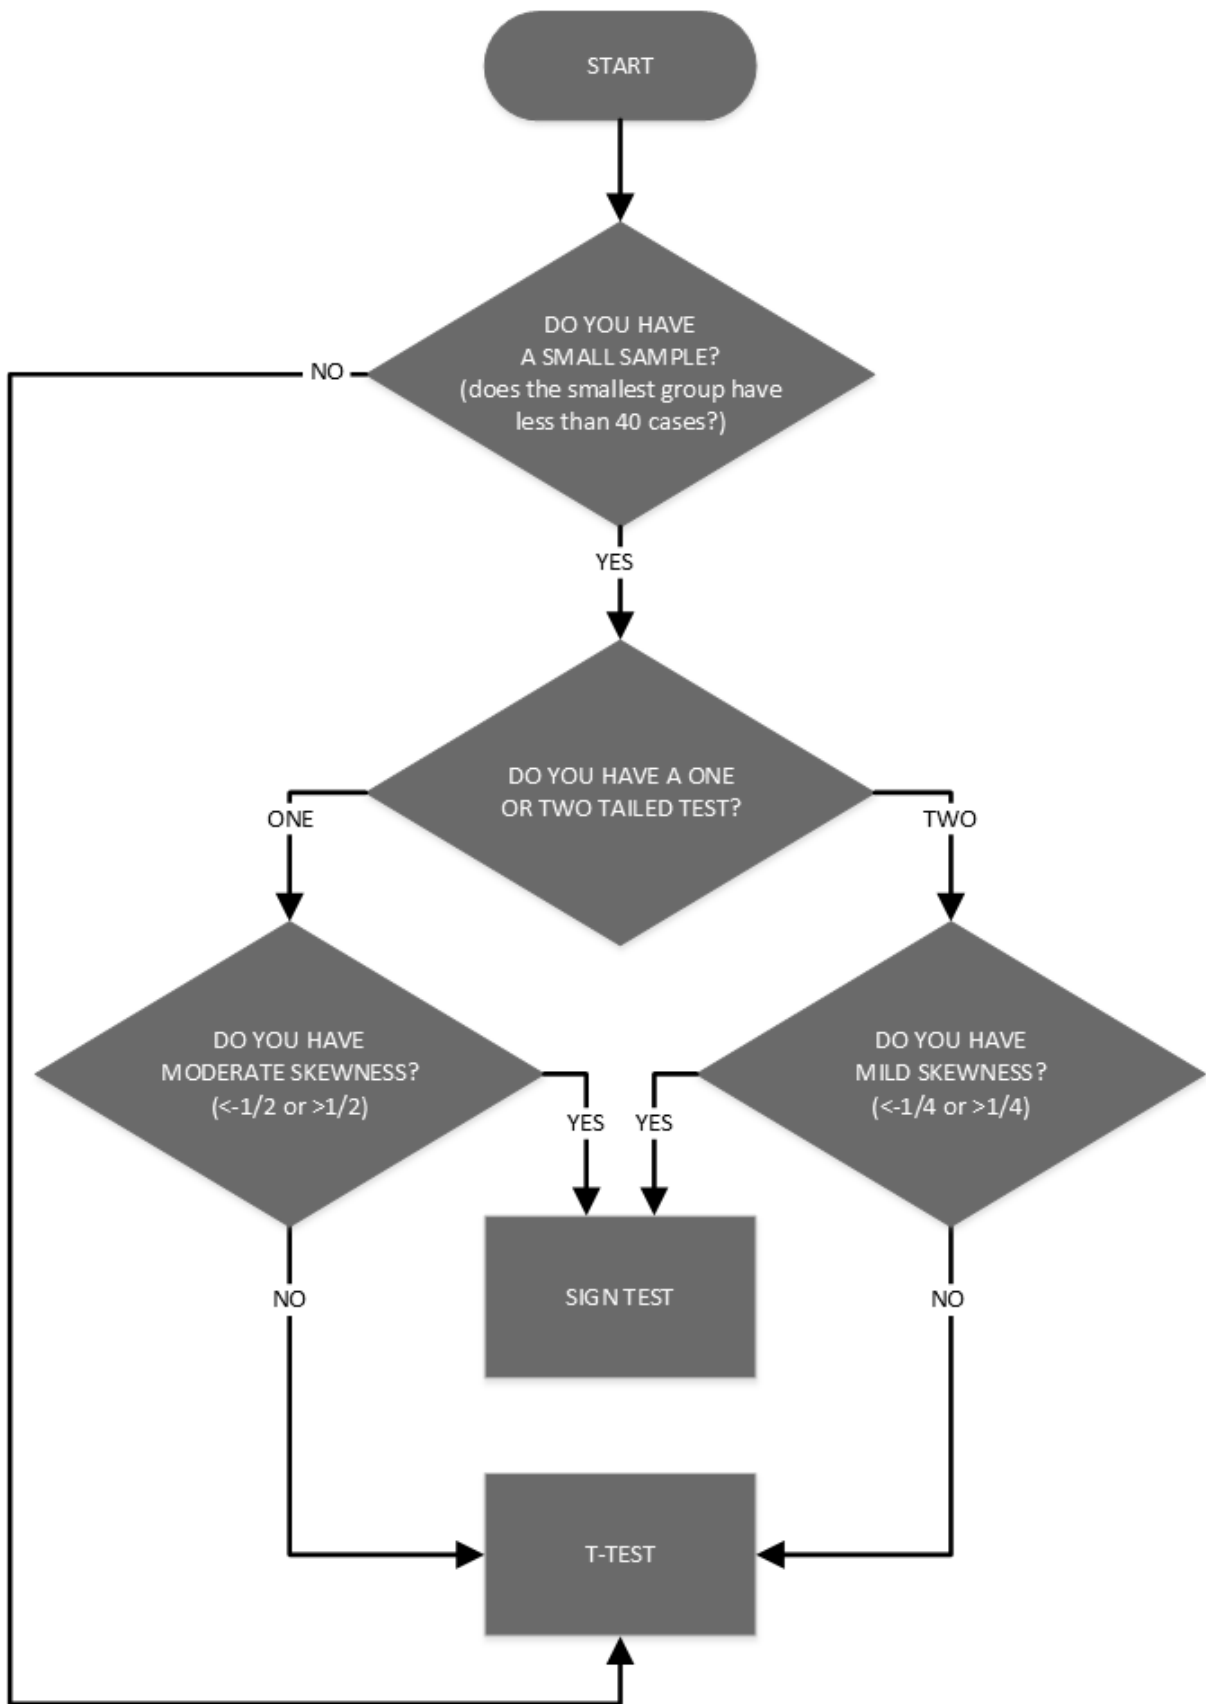 START
DO YOU HAVE
A SMALL SAMPLE?
(does the smallest group have
less than 40 cases?)
NO
YES
DO YOU HAVE A ONE
OR TWO TAILED TEST?
ONE
TWO
DO YOU HAVE
MODERATE SKEWNESS?
(<-1/2 or >1/2)
DO YOU HAVE
MILD SKEWNESS?
(<-1/4 or >1/4)
YES
YES
SIGN TEST
NO
NO
T-TEST